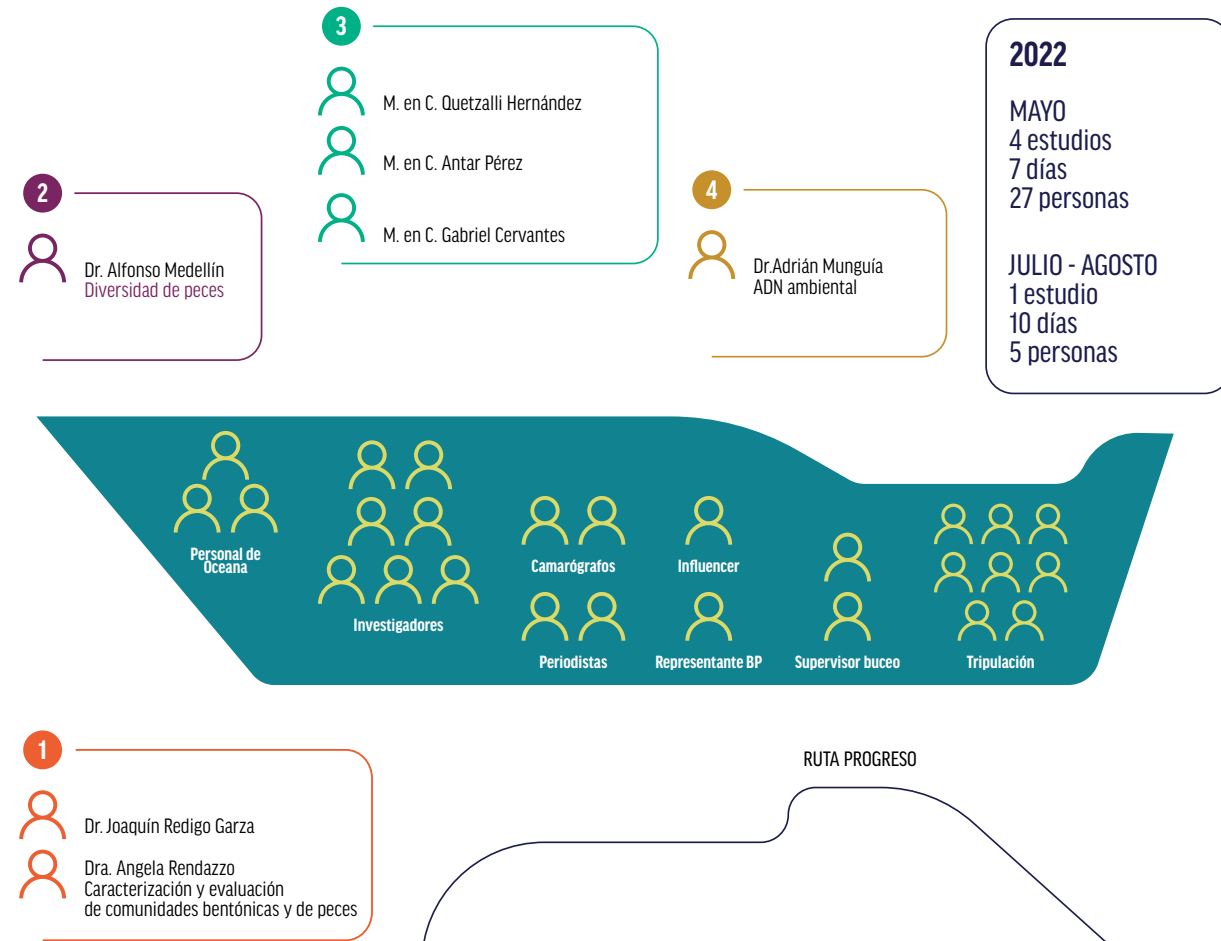 3
M. en C. Quetzalli Hernández
M. en C. Antar Pérez
M. en C. Gabriel Cervantes
2
Dr. Alfonso Medellín
Diversidad de peces
4
Dr.Adrián Munguía
ADN ambiental
2022
MAYO
4 estudios
7 días
27 personas
JULIO - AGOSTO
1 estudio
10 días
5 personas
Personal de
Oceana
Investigadores
Camarógrafos
Periodistas
Influencer
Representante BP
Supervisor buceo
Tripulación
1
Dr. Joaquín Redigo Garza
Dra. Angela Rendazzo
Caracterización y evaluación
de comunidades bentónicas y de peces
RUTA PROGRESO